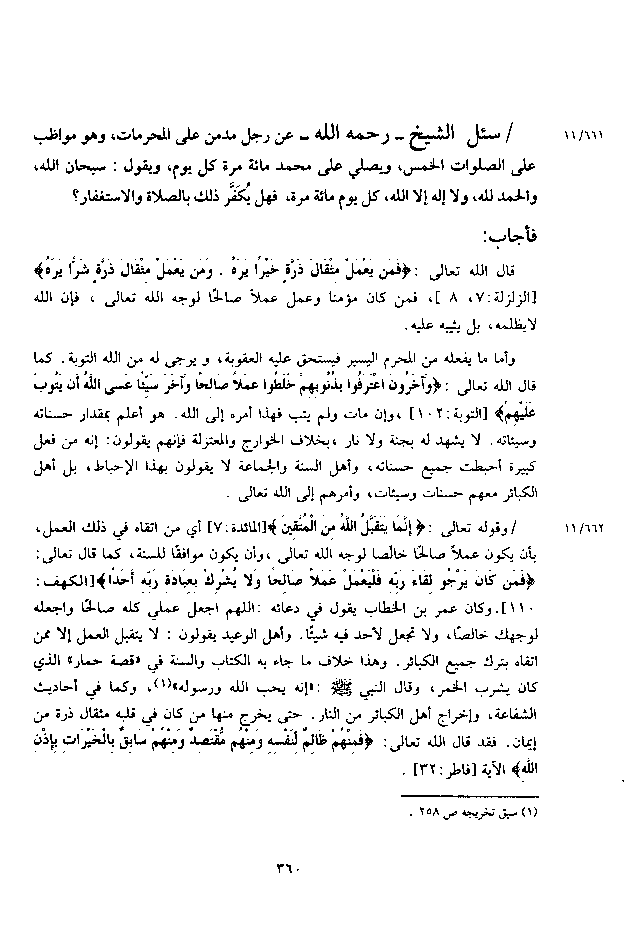 ١١/٦٦١ / سئل الشيخ ـ رحمه الله ـ عن رجل مدمن على المحرمات، وهو مواظب
على الصلوات الخمس، ويصلي على محمد مائة مرة كل يوم، ويقول : سبحان الله،
والحمد لله، ولا إله إلا الله، كل يوم مائة مرة، فهل يُكَفَّر ذلك بالصلاة والاستغفار؟
فأجاب:
قال الله تعالى :﴿فَمَن يَعْمَلْ مِثْقَالَ ذَرَّةٍ خَيْرًا يَرَهُ . وَمَن يَعْمَلْ مِثْقَالَ ذَرَّةٍ شَرًّا يَرَهُ﴾
[الزلزلة:٧، ٨ ]، فمن كان مؤمنا وعمل عملاً صالحًا لوجه الله تعالى ، فإن الله
لايظلمه، بل يثيبه عليه.
وأما ما يفعله من المحرم اليسير فيستحق عليه العقوبة، و يرجى له من الله التوبة. كما
قال الله تعالى :﴿وَآخَرُونَ اعْتَرَفُوا بِذُنُوبِهِمْ خَلَطُوا عَمَلاً صَالِحًا وَآخَرَ سَيِّئًا عَسَى اللَّهُ أَن يَتُوبَ
عَلَيْهِمْ﴾ [التوبة:١٠٢] ،وإن مات ولم يتب فهذا أمره إلى الله. هو أعلم بمقدار حسناته
وسيئاته. لا يشهد له بجنة ولا نار ،بخلاف الخوارج والمعتزلة فإنهم يقولون: إنه من فعل
كبيرة أحبطت جميع حسناته، وأهل السنة والجماعة لا يقولون بهذا الإحباط، بل أهل
الكبائر معهم حسنات وسيئات، وأمرهم إلى الله تعالى .
١١/٦٦٢ / وقوله تعالى :﴿ إِنَّمَا يَتَقَبَّلُ اللَّهُ مِنَ الْمُتَّقِينَ ﴾[المائدة:٢٧] أي من اتقاه في ذلك العمل،
بأن يكون عملاً صالحًا خالصًا لوجه الله تعالى ،وأن يكون موافقًا للسنة، كما قال تعالى:
﴿فَمَن كَانَ يَرْجُو لِقَاءَ رَبِّهِ فَلْيَعْمَلْ عَمَلاً صَالِحًا وَلا يُشْرِكْ بِعِبَادَةِ رَبِّهِ أَحَدًا ﴾[الكهف:
١١٠].وكان عمر بن الخطاب يقول في دعائه :اللهم اجعل عملي كله صالحًا واجعله
لوجهك خالصًا، ولا تجعل لأحد فيه شيئًا. وأهل الوعيد يقولون : لا يتقبل العمل إلا ممن
اتقاه بترك جميع الكبائر. وهذا خلاف ما جاء به الكتاب والسنة في «قصة حمار» الذي
كان يشرب الخمر، وقال النبي ﷺ :«إنه يحب الله ورسوله»(١)، وكما في أحاديث
الشفاعة، وإخراج أهل الكبائر من النار. حتى يخرج منها من كان في قلبه مثقال ذرة من
إيمان. فقد قال الله تعالى: ﴿فَمِنْهُمْ ظَالِمٌ لِّنَفْسِهِ وَمِنْهُم مُّقْتَصِدٌ وَمِنْهُمْ سَابِقٌ بِالْخَيْرَاتِ بِإِذْنِ
اللَّهِ﴾ الآية [فاطر:٣٢] .
(١) سبق تخريجه ص ٢٥٨ .
٣٦٠